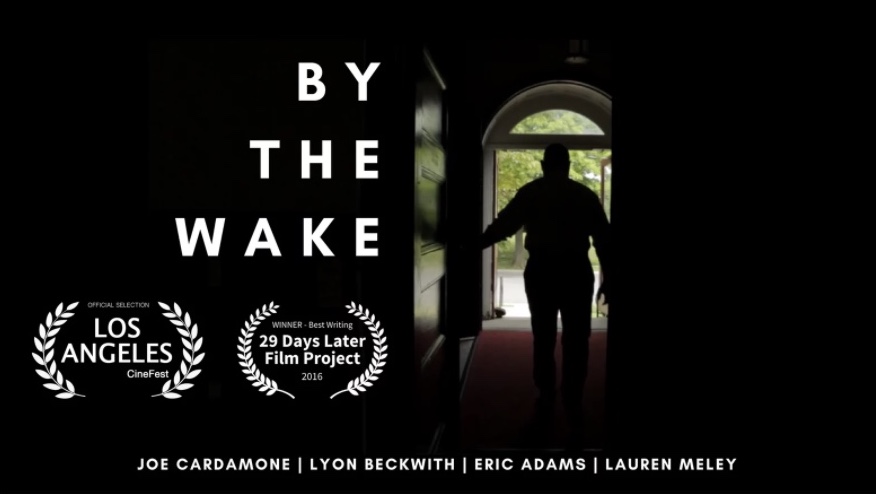 BY
THE
WAKE
OFFICIAL SELECTION
LOS
ANGELES
CineFest
WINNER - Best Writing
29 Days Later
Film Project
2016
JOE CARDAMONE | LYON BECKWITH | ERIC ADAMS | LAUREN MELEY